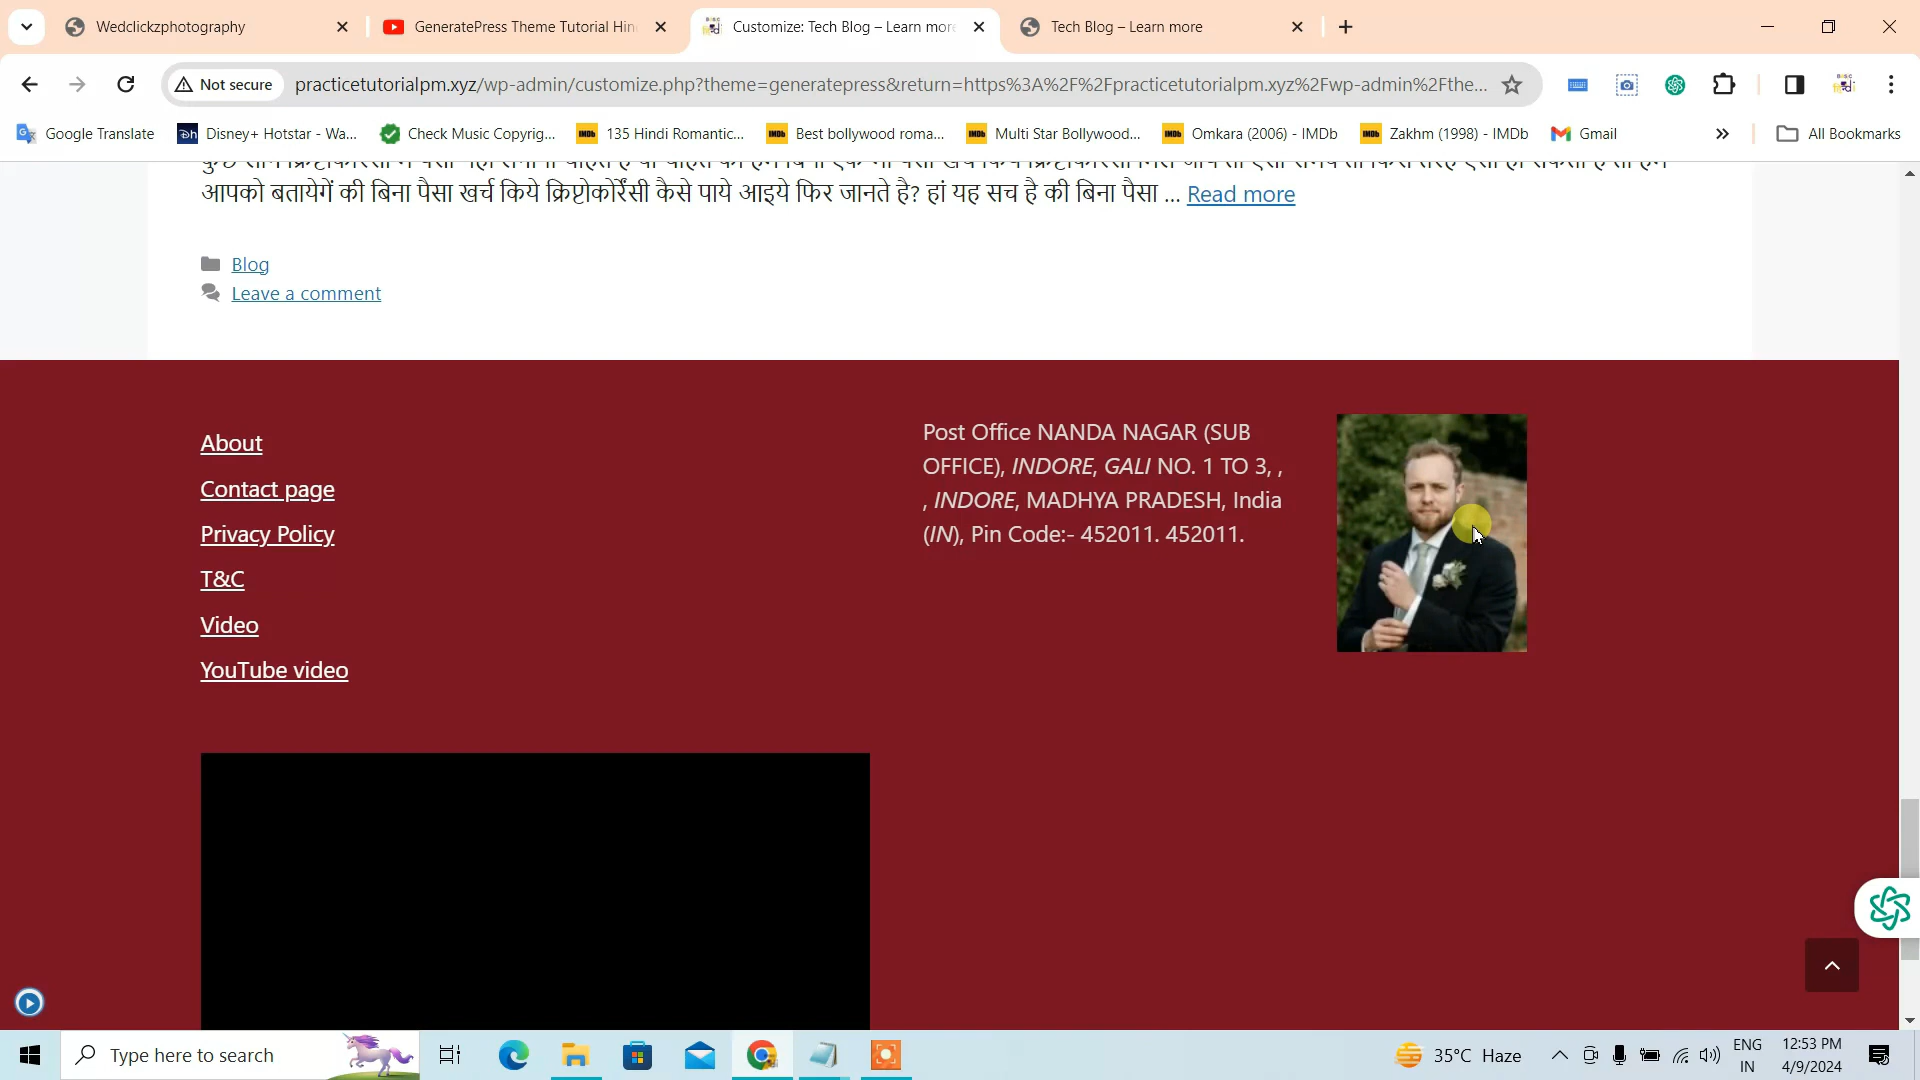 Wedclickzphotography
GeneratePress Theme Tutorial Hin
Customize: Tech Blog – Learn more
Tech Blog – Learn more
Not secure
practicetutorialpm.xyz/wp-admin/customize.php?theme=generatepress&return=https%3A%2F%2Fpracticetutorialpm.xyz%2Fwp-admin%2Fthe...
Google Translate
Disney+ Hotstar - Wa...
Check Music Copyrig...
135 Hindi Romantic...
Best bollywood roma...
Multi Star Bollywood...
Omkara (2006) - IMDb
Zakhm (1998) - IMDb
Gmail
All Bookmarks
आपको बतायेगें की बिना पैसा खर्च किये क्रिप्टोकोर्रेंसी कैसे पाये आइये फिर जानते है? हां यह सच है की बिना पैसा ... Read more
Blog
Leave a comment
About
Contact page
Privacy Policy
T&C
Video
YouTube video
Post Office NANDA NAGAR (SUB
OFFICE), INDORE, GALI NO. 1 TO 3, ,
, INDORE, MADHYA PRADESH, India
(IN), Pin Code:- 452011. 452011.
Type here to search
35°C Haze
ENG
IN
12:53 PM
4/9/2024